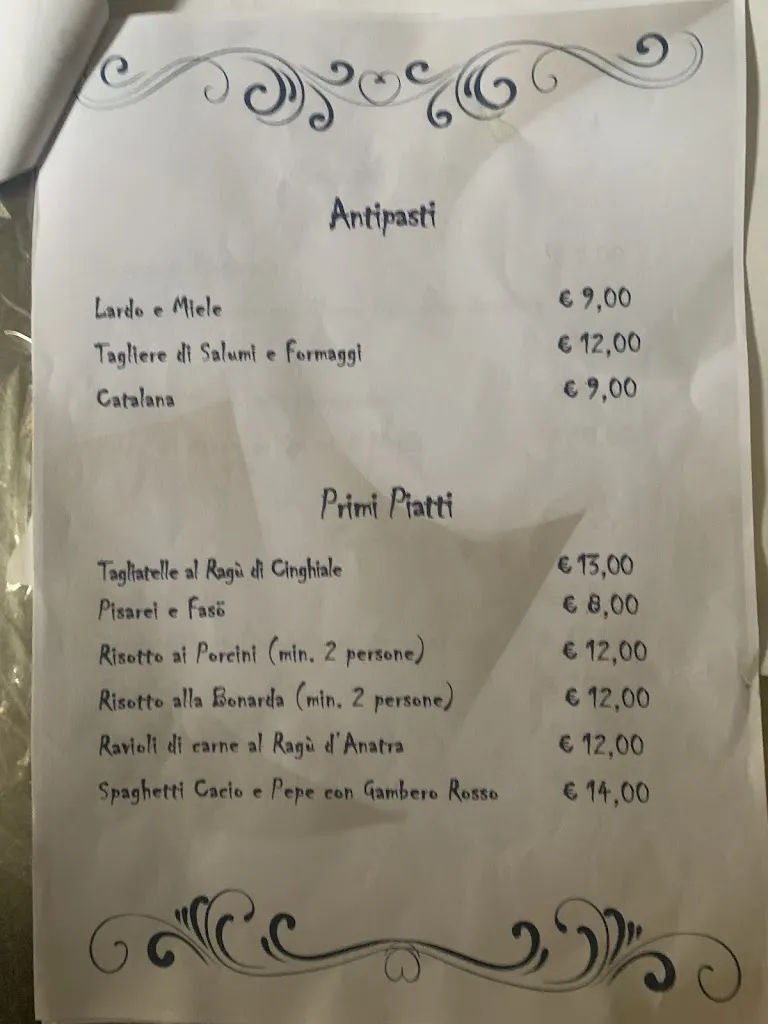 Antipasti
Lardo e Miele € 9,00
Tagliere di Salumi e Formaggi € 12,00
Catalana € 9,00
Primi Piatti
Tagliatelle al Ragù di Cinghiale € 13,00
Pisarei e Fasö € 8,00
Risotto ai Porcini (min. 2 persone) € 12,00
Risotto alla Bonarda (min. 2 persone) € 12,00
Ravioli di carne al Ragù d'Anatra € 12,00
Spaghetti Cacio e Pepe con Gambero Rosso € 14,00